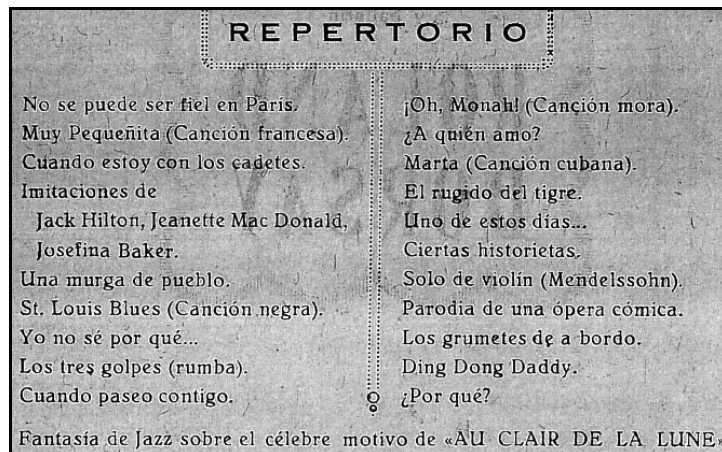 REPERTORIO
No se puede ser fiel en París.
Muy Pequeñita (Canción francesa).
Cuando estoy con los cadetes.
Imitaciones de
Jack Hilton, Jeanette Mac Donald,
Josefina Baker.
Una murga de pueblo.
St. Louis Blues (Canción negra).
Yo no sé por qué...
Los tres golpes (rumba).
Cuando paseo contigo.
¡Oh, Monah! (Canción mora).
¿A quién amo?
Marta (Canción cubana).
El rugido del tigre.
Uno de estos días...
Ciertas historietas.
Solo de violín (Mendelssohn).
Parodia de una ópera cómica.
Los grumetes de a bordo.
Ding Dong Daddy.
¿Por qué?
Fantasía de Jazz sobre el célebre motivo de «AU CLAIR DE LA LUNE»